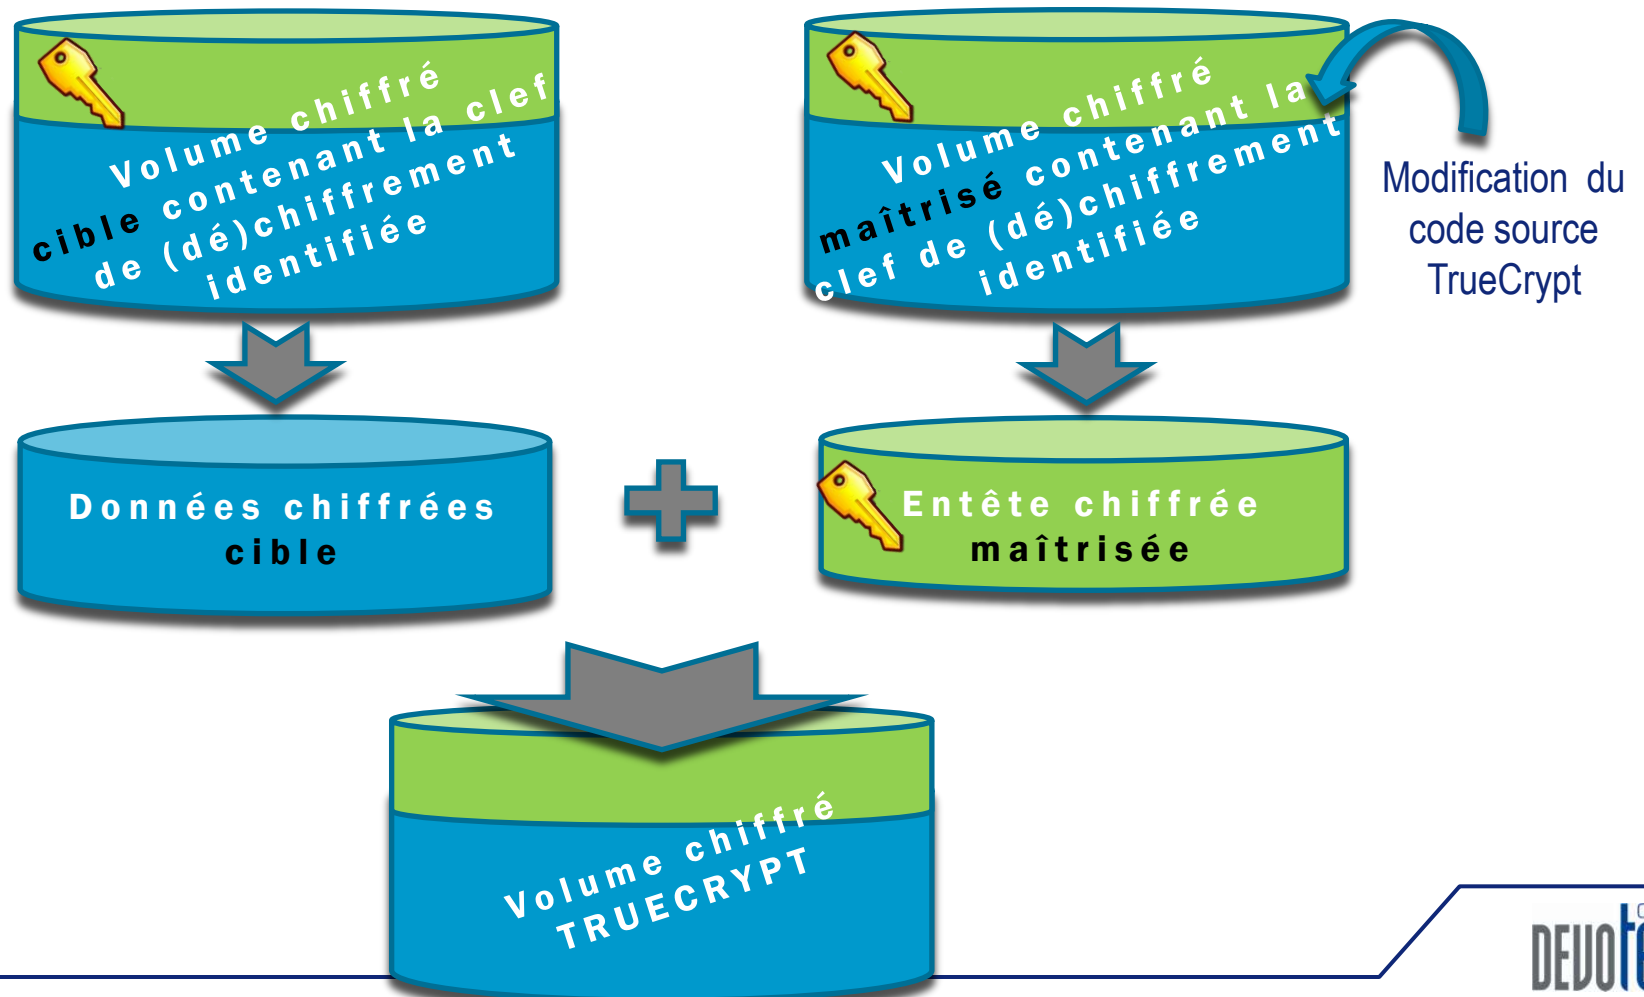 Volume chiffré
cible contenant la clef
de (dé)chiffrement
identifiée
Volume chiffré
maîtrisé contenant la
clef de (dé)chiffrement
identifiée
Modification du
code source
TrueCrypt
Données chiffrées
cible
Entête chiffrée
maîtrisée
Volume chiffré
TRUECRYPT